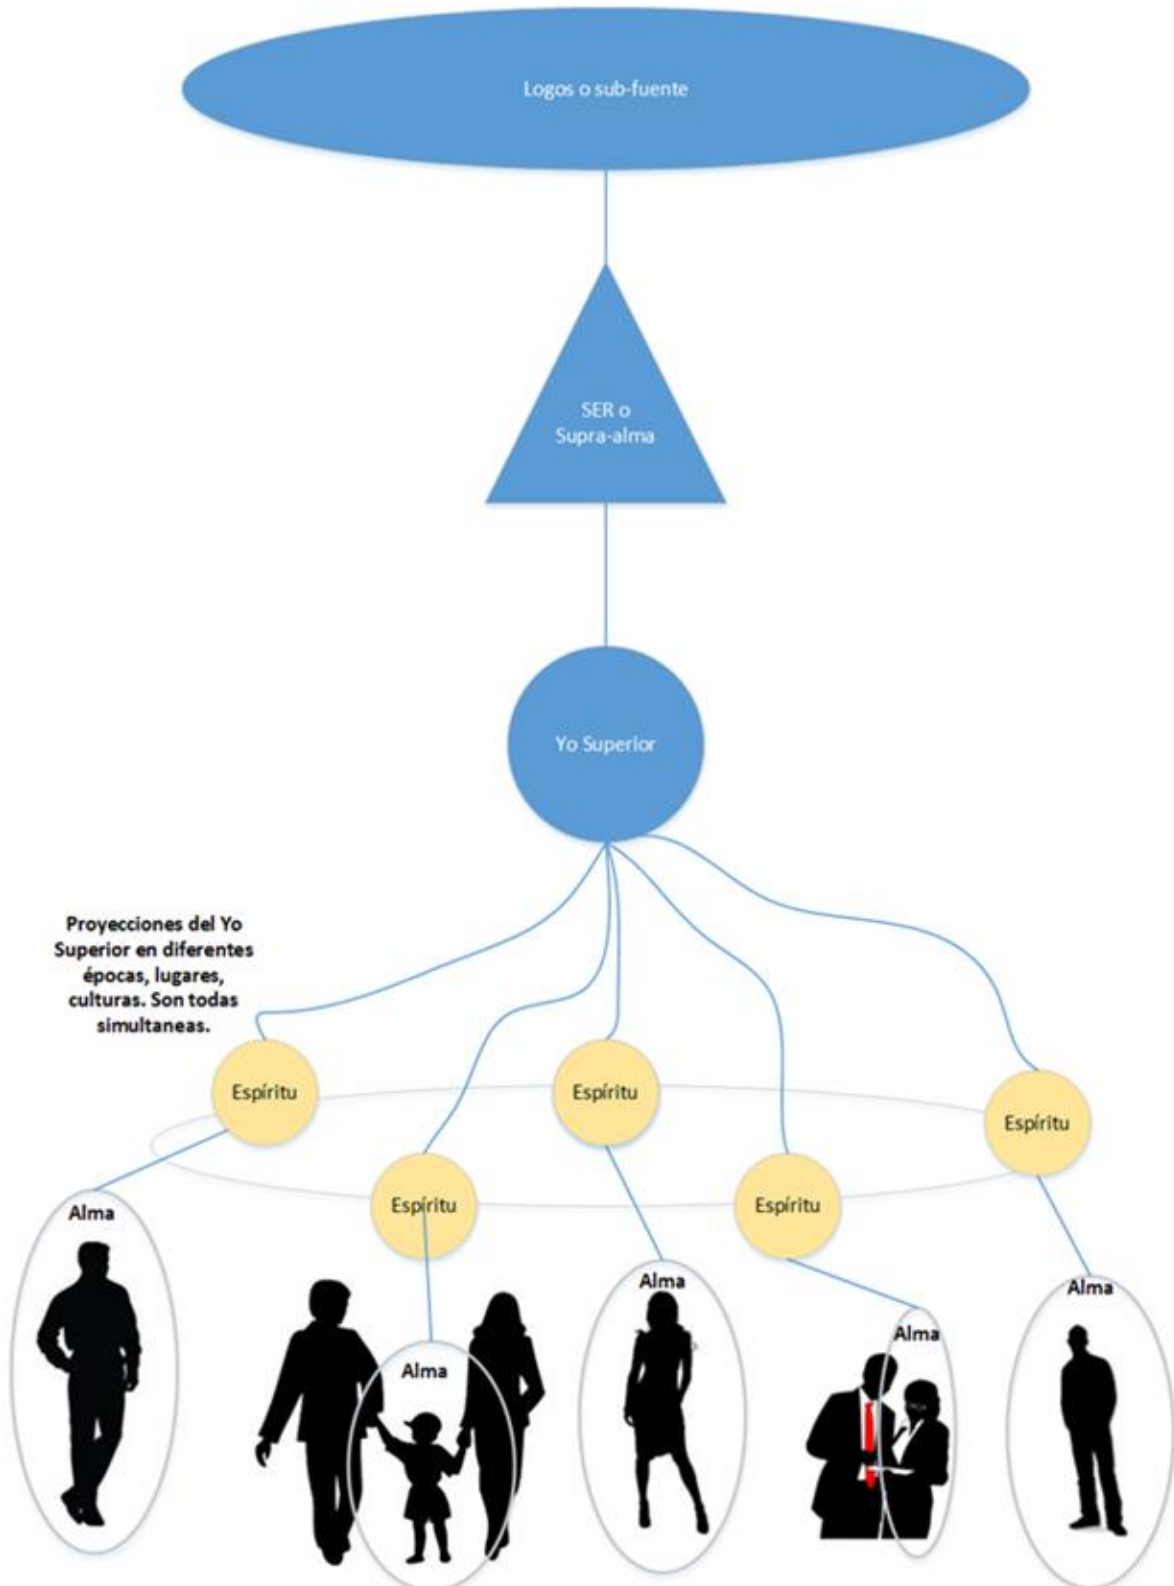 Logos o sub-fuente
SER o
Supra-alma
Yo Superior
Proyecciones del Yo
Superior en diferentes
épocas, lugares,
culturas. Son todas
simultaneas.
Espíritu
Espíritu
Espíritu
Espíritu
Espíritu
Alma
Alma
Alma
Alma
Alma